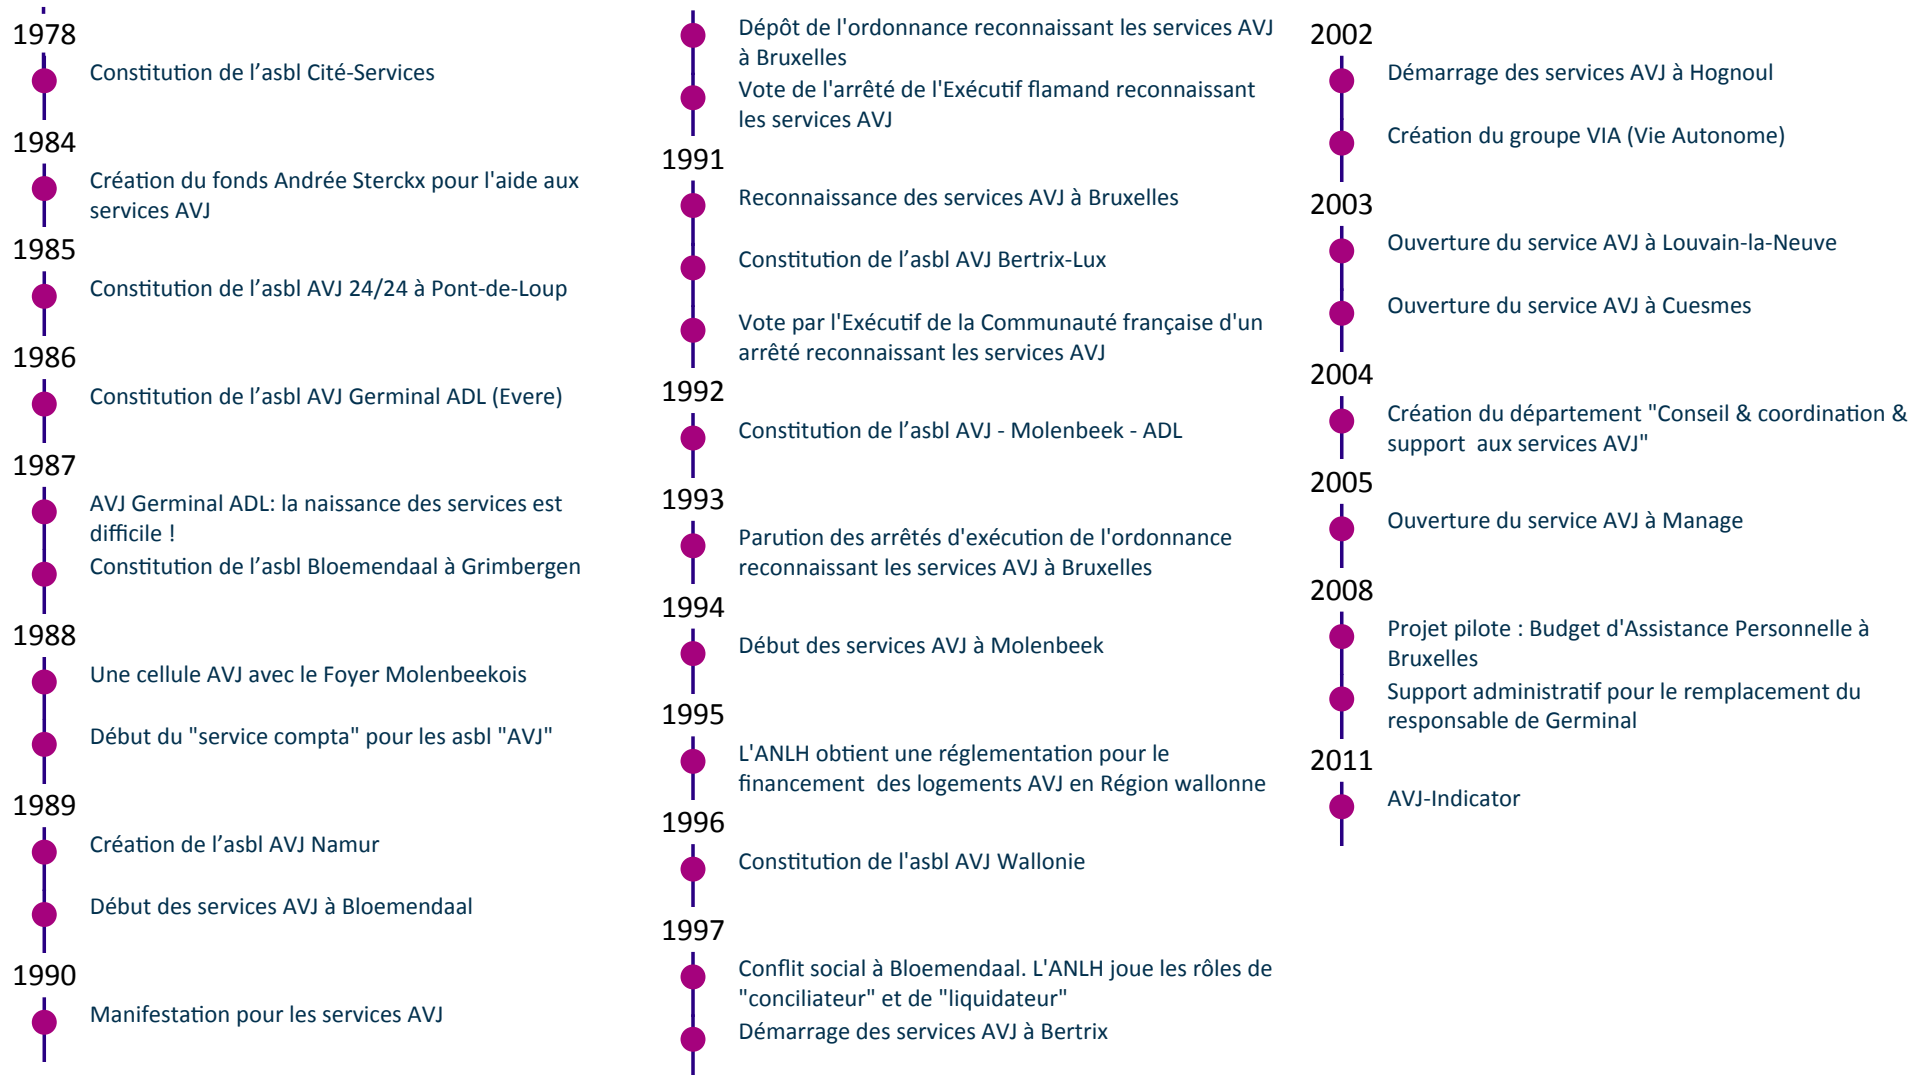 1978
Constitution de l’asbl Cité-Services
1984
Création du fonds Andrée Sterckx pour l'aide aux
services AVJ
1985
Constitution de l’asbl AVJ 24/24 à Pont-de-Loup
1986
Constitution de l’asbl AVJ Germinal ADL (Evere)
1987
AVJ Germinal ADL: la naissance des services est
difficile !
Constitution de l’asbl Bloemendaal à Grimbergen
1988
Une cellule AVJ avec le Foyer Molenbeekois
Début du "service compta" pour les asbl "AVJ"
1989
Création de l’asbl AVJ Namur
Début des services AVJ à Bloemendaal
1990
Manifestation pour les services AVJ
Dépôt de l'ordonnance reconnaissant les services AVJ
à Bruxelles
Vote de l'arrêté de l'Exécutif flamand reconnaissant
les services AVJ
1991
Reconnaissance des services AVJ à Bruxelles
Constitution de l’asbl AVJ Bertrix-Lux
Vote par l'Exécutif de la Communauté française d'un
arrêté reconnaissant les services AVJ
1992
Constitution de l’asbl AVJ - Molenbeek - ADL
1993
Parution des arrêtés d'exécution de l'ordonnance
reconnaissant les services AVJ à Bruxelles
1994
Début des services AVJ à Molenbeek
1995
L'ANLH obtient une réglementation pour le
financement  des logements AVJ en Région wallonne
1996
Constitution de l'asbl AVJ Wallonie
1997
Conflit social à Bloemendaal. L'ANLH joue les rôles de
"conciliateur" et de "liquidateur"
Démarrage des services AVJ à Bertrix
2002
Démarrage des services AVJ à Hognoul
Création du groupe VIA (Vie Autonome)
2003
Ouverture du service AVJ à Louvain-la-Neuve
Ouverture du service AVJ à Cuesmes
2004
Création du département "Conseil & coordination &
support  aux services AVJ"
2005
Ouverture du service AVJ à Manage
2008
Projet pilote : Budget d'Assistance Personnelle à
Bruxelles
Support administratif pour le remplacement du
responsable de Germinal
2011
AVJ-Indicator